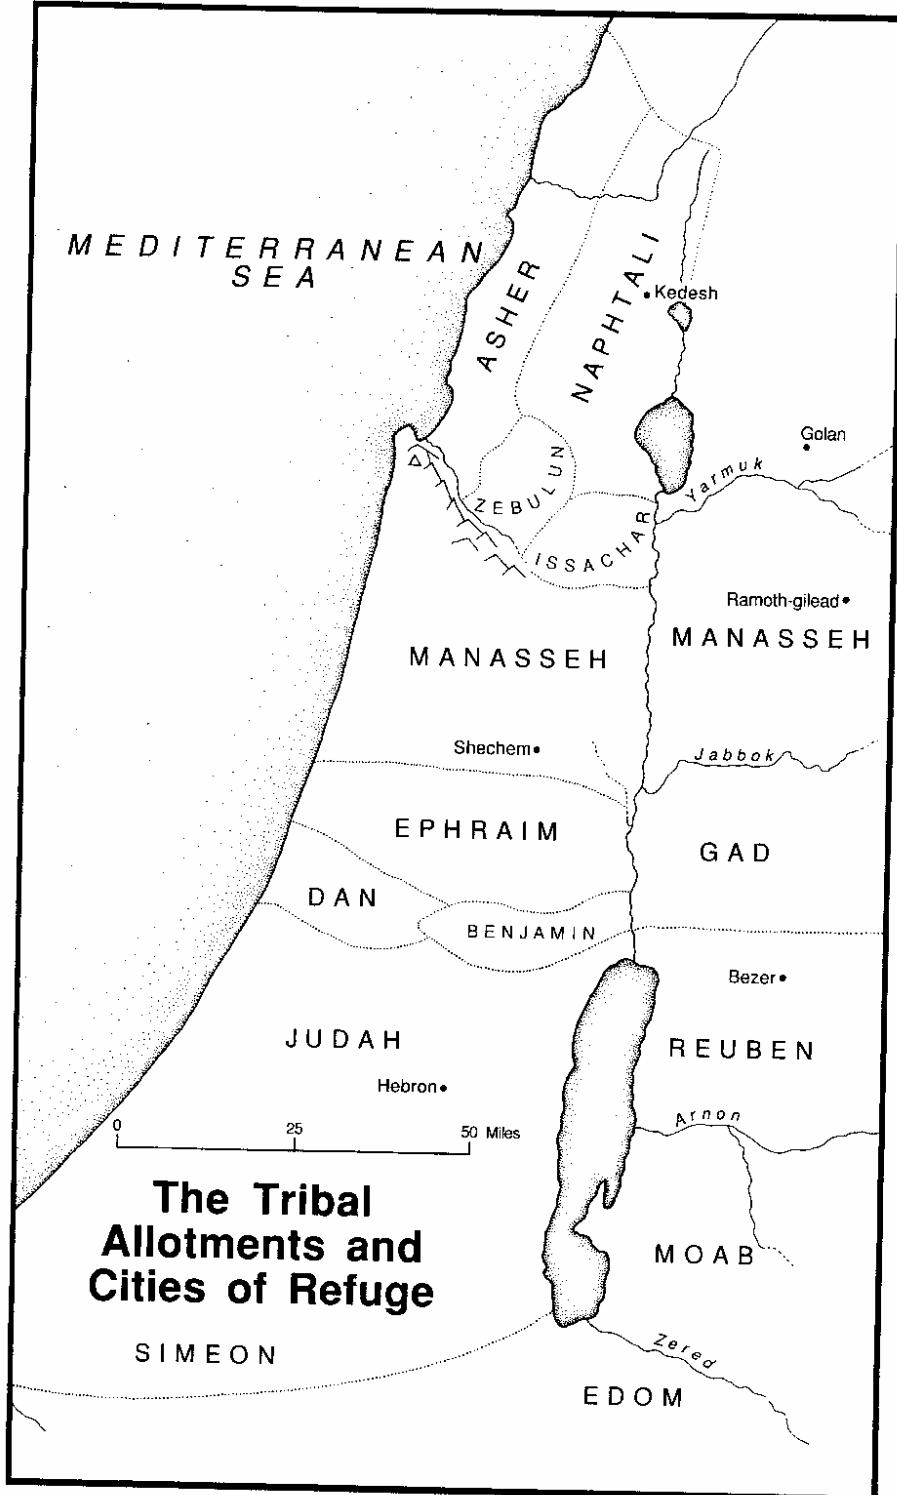 MEDITERRANEAN
SEA
ASHER
NAPHTALI
Kedesh
Golan
Yarmuk
ZEBULUN
ISSACHAR
Ramoth-gilead
MANASSEH
MANASSEH
Shechem
Jabbok
EPHRAIM
GAD
DAN
BENJAMIN
Bezer
JUDAH
REUBEN
Hebron
Arnon
0 25 50 Miles
The Tribal
Allotments and
Cities of Refuge
MOAB
SIMEON
Zered
EDOM